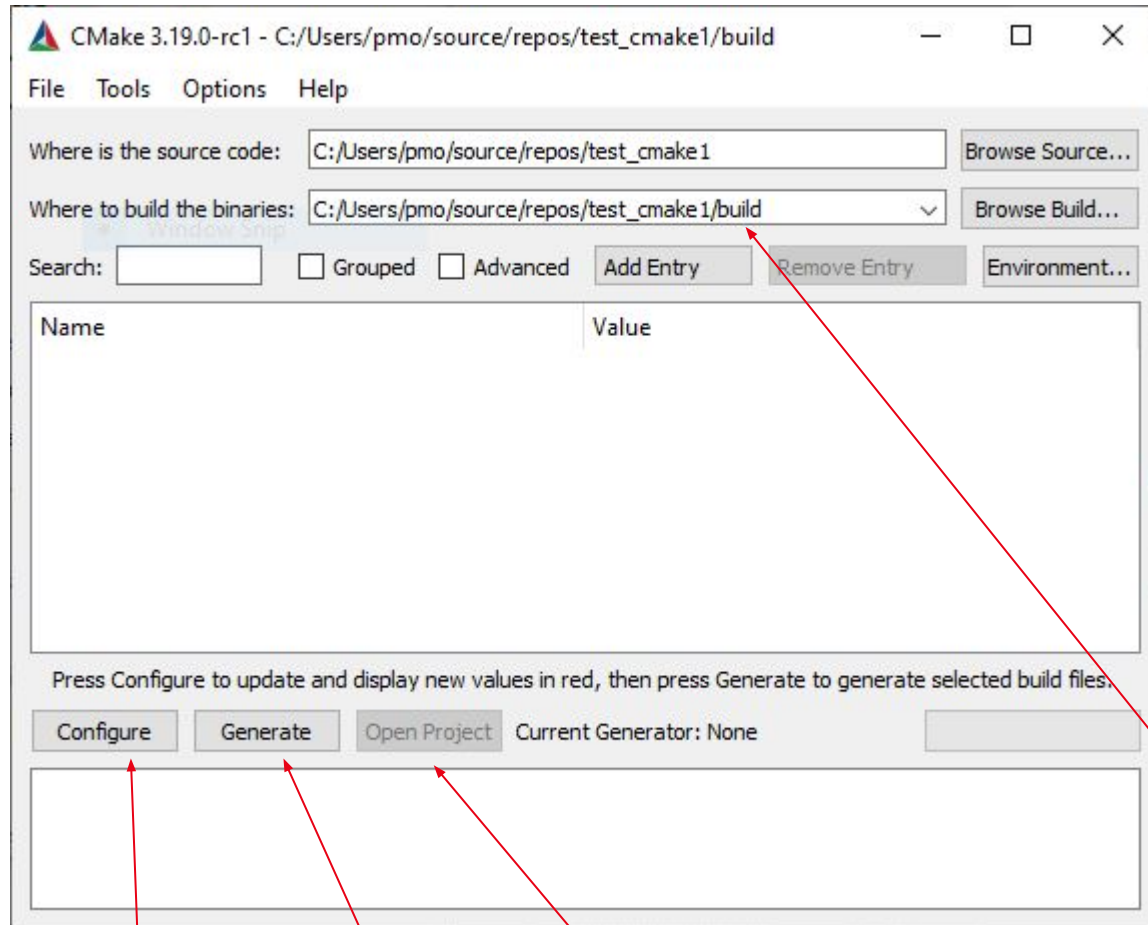 CMake 3.19.0-rc1 - C:/Users/pmo/source/repos/test_cmake1/build
File Tools Options Help
Where is the source code: C:/Users/pmo/source/repos/test_cmake1 Browse Source...
Where to build the binaries: C:/Users/pmo/source/repos/test_cmake1/build Browse Build...
Window Snip
Search: Grouped Advanced Add Entry Remove Entry Environment...
Name Value
Press Configure to update and display new values in red, then press Generate to generate selected build files.
Configure Generate Open Project Current Generator: None